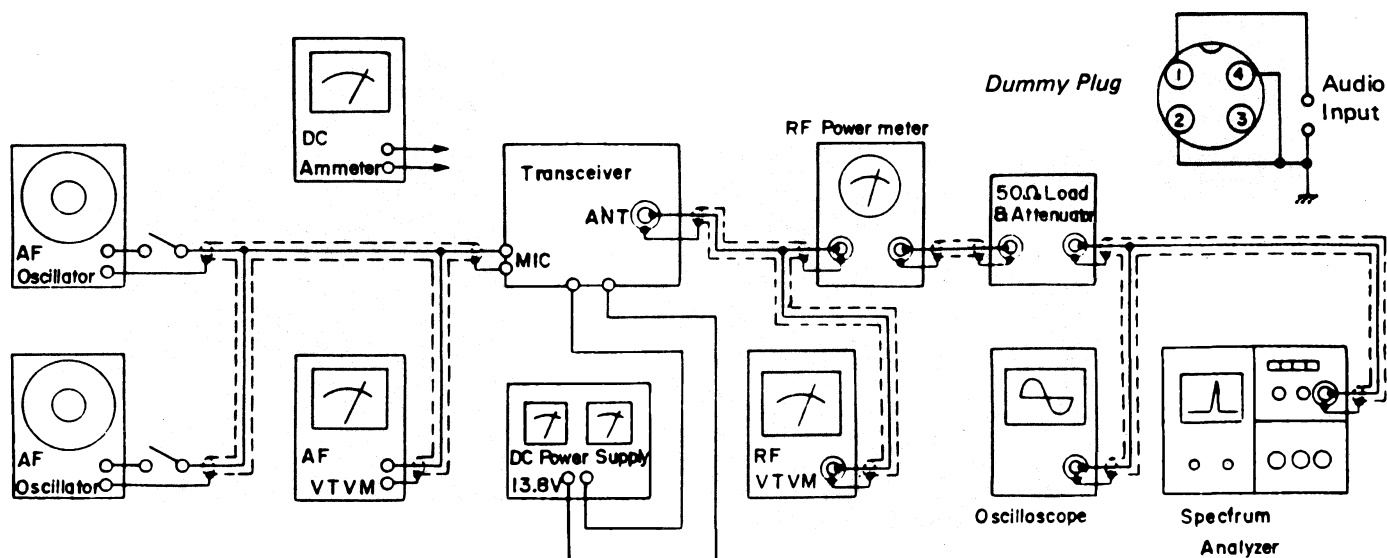 Dummy Plug
1
4
2
3
Audio
Input
DC
Ammeter
Transceiver
ANT
MIC
RF Power meter
50Ω Load
& Attenuator
AF
Oscillator
AF
Oscillator
AF
VTVM
DC Power Supply
13.8V
RF
VTVM
Oscilloscope
Spectrum
Analyzer